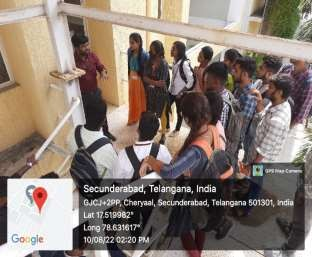 GPS Map Camera
Secunderabad, Telangana, India
GJCJ+2PP, Cheryaal, Secunderabad, Telangana 501301, India
Lat 17.519982°
Long 78.631617°
10/08/22 02:20 PM
Google